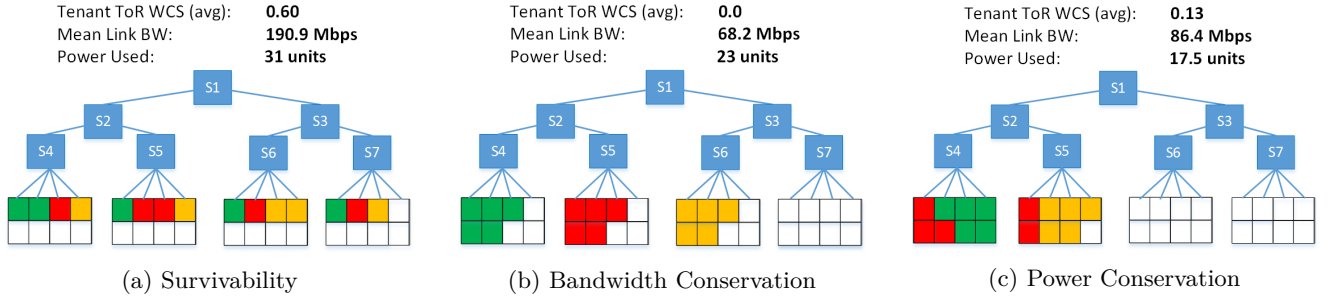 Tenant ToR WCS (avg): 0.60
Mean Link BW: 190.9 Mbps
Power Used: 31 units
S1
S2 S3
S4 S5 S6 S7
(a) Survivability
Tenant ToR WCS (avg): 0.0
Mean Link BW: 68.2 Mbps
Power Used: 23 units
S1
S2 S3
S4 S5 S6 S7
(b) Bandwidth Conservation
Tenant ToR WCS (avg): 0.13
Mean Link BW: 86.4 Mbps
Power Used: 17.5 units
S1
S2 S3
S4 S5 S6 S7
(c) Power Conservation